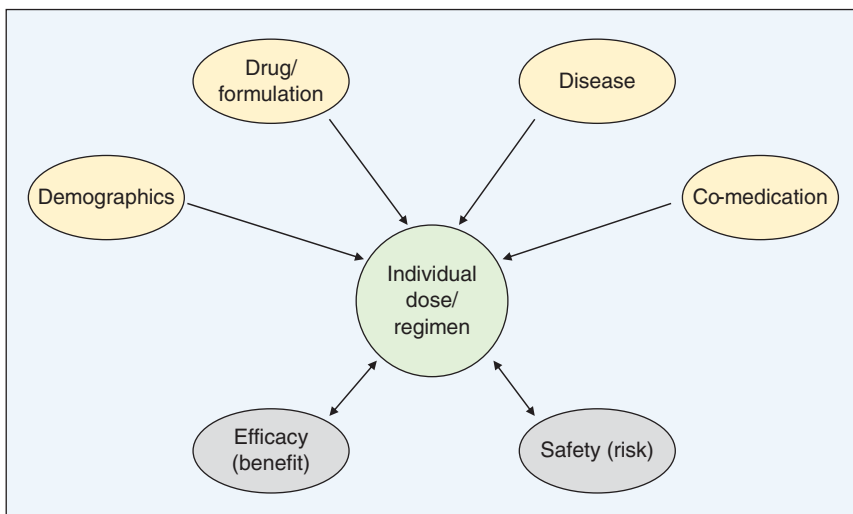 Drug/
formulation
Disease
Demographics
Co-medication
Individual
dose/
regimen
Efficacy
(benefit)
Safety (risk)